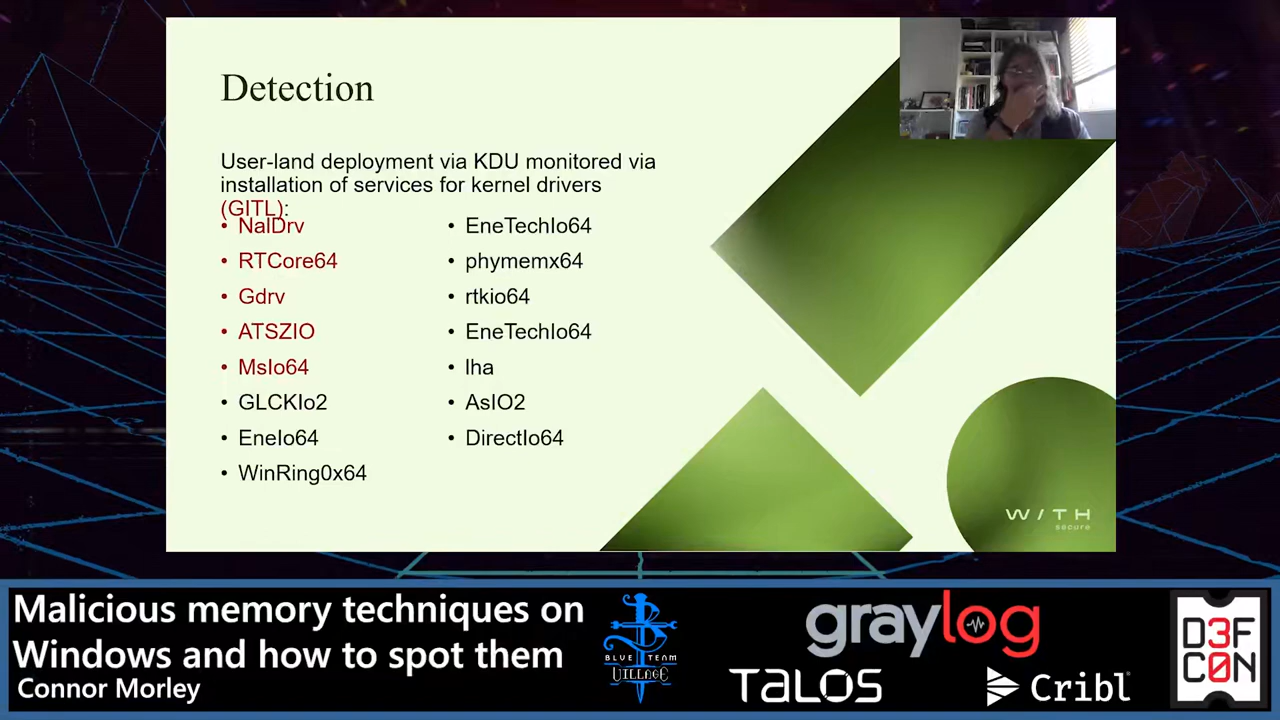 Detection
User-land deployment via KDU monitored via
installation of services for kernel drivers
(GITL):
• NalDrv
• RTCore64
• Gdrv
• ATSZIO
• MsIo64
• GLCKIo2
• EneIo64
• WinRing0x64
• EneTechIo64
• phymemx64
• rtkio64
• EneTechIo64
• lha
• AsIO2
• DirectIo64
W/TH
secure
Malicious memory techniques on
Windows and how to spot them
Connor Morley
BLUE TEAM
VILLAGE
graylog
TALOS
Cribl
D3F
C0N